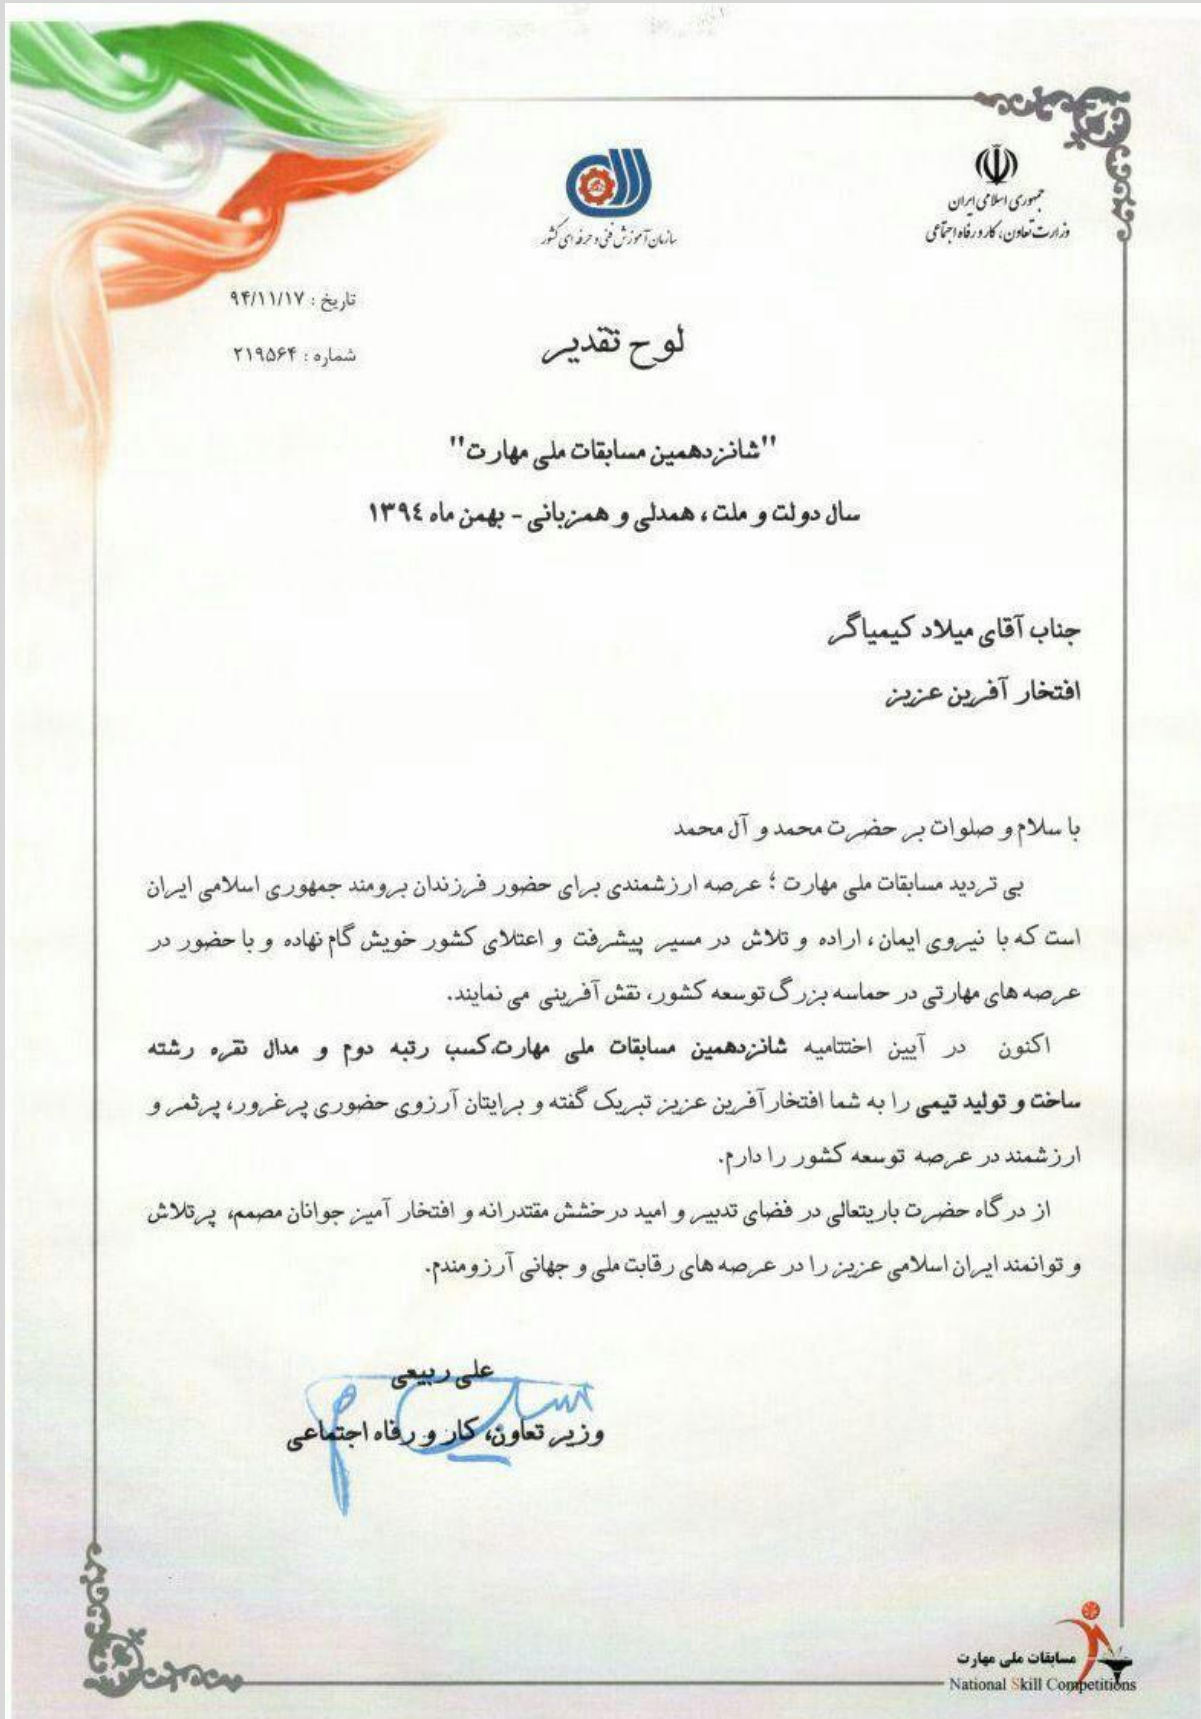 جمهوری اسلامی ایران
وزارت تعاون، کار و رفاه اجتماعی
سازمان آموزش فنی و حرفه ای کشور
تاریخ : ۹۴/۱۱/۱۷
شماره : ۲۱۹۵۶۴
لوح تقدیر
"شانزدهمین مسابقات ملی مهارت"
سال دولت و ملت، همدلی و همزبانی - بهمن ماه ۱۳۹٤
جناب آقای میلاد کیمیاگر
افتخار آفرین عزیز
با سلام و صلوات بر حضرت محمد و آل محمد
بی تردید مسابقات ملی مهارت ؛ عرصه ارزشمندی برای حضور فرزندان برومند جمهوری اسلامی ایران
است که با نیروی ایمان، اراده و تلاش در مسیر پیشرفت و اعتلای کشور خویش گام نهاده و با حضور در
عرصه های مهارتی در حماسه بزرگ توسعه کشور، نقش آفرینی می نمایند.
اکنون در آیین اختتامیه شانزدهمین مسابقات ملی مهارت،کسب رتبه دوم و مدال نقره رشته
ساخت و تولید تیمی را به شما افتخار آفرین عزیز تبریک گفته و برایتان آرزوی حضوری پرغرور، پرثمر و
ارزشمند در عرصه توسعه کشور را دارم.
از درگاه حضرت باریتعالی در فضای تدبیر و امید درخشش مقتدرانه و افتخار آمیز جوانان مصمم، پرتلاش
و توانمند ایران اسلامی عزیز را در عرصه های رقابت ملی و جهانی آرزومندم.
علی ربیعی
وزیر تعاون، کار و رفاه اجتماعی
مسابقات ملی مهارت
National Skill Competitions